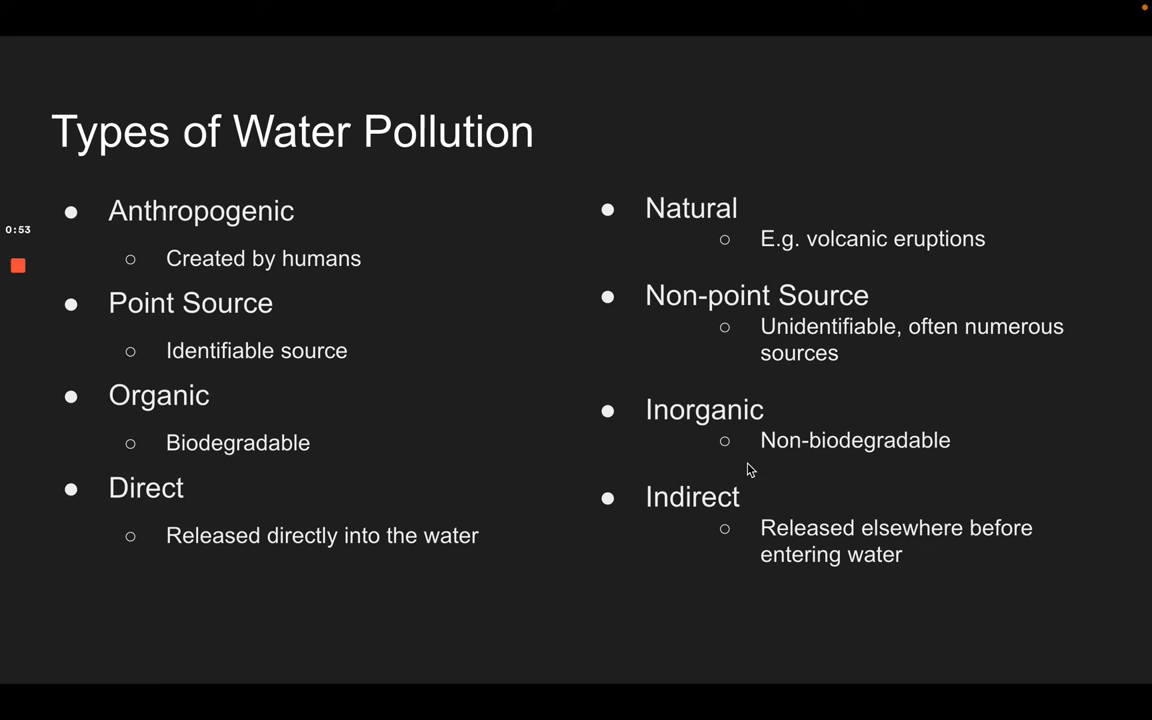 Types of Water Pollution
● Anthropogenic
○ Created by humans
● Point Source
○ Identifiable source
● Organic
○ Biodegradable
● Direct
○ Released directly into the water
● Natural
○ E.g. volcanic eruptions
● Non-point Source
○ Unidentifiable, often numerous
sources
● Inorganic
○ Non-biodegradable
● Indirect
○ Released elsewhere before
entering water
0:53